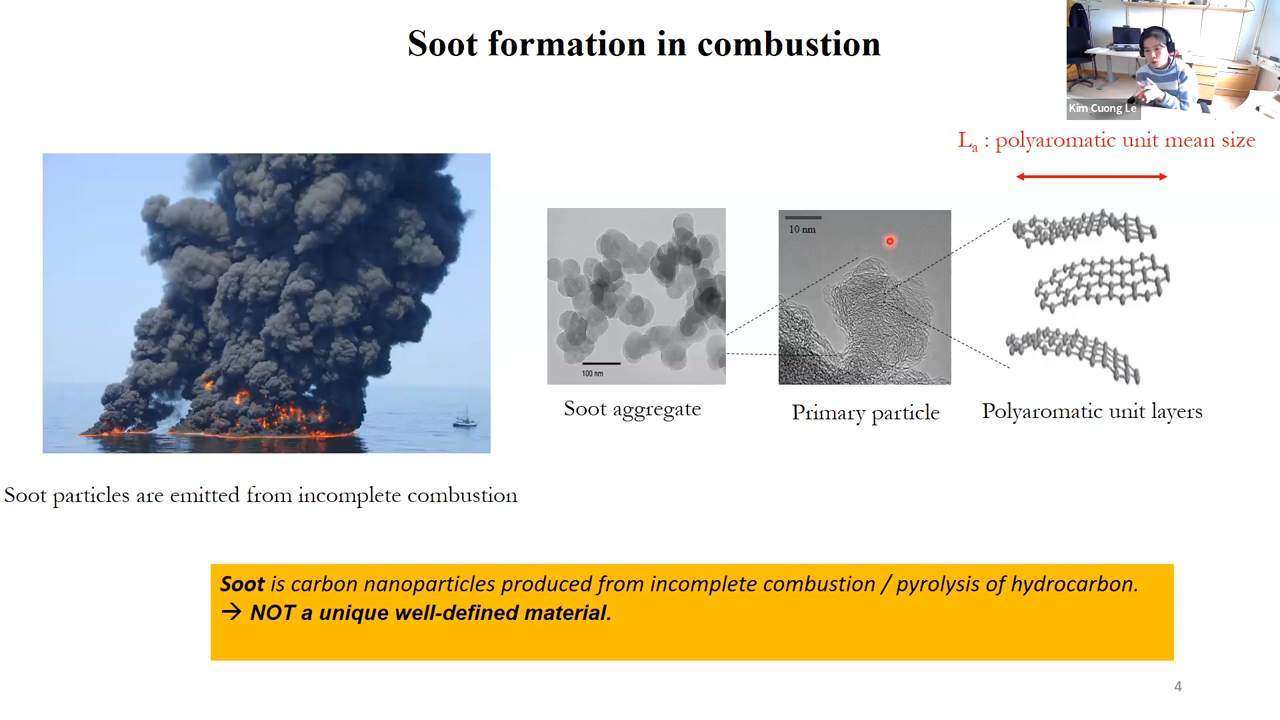 Soot formation in combustion
Kim Cuong Le
La : polyaromatic unit mean size
10 nm
100 nm
Soot aggregate
Primary particle
Polyaromatic unit layers
Soot particles are emitted from incomplete combustion
Soot is carbon nanoparticles produced from incomplete combustion / pyrolysis of hydrocarbon.
→ NOT a unique well-defined material.
4